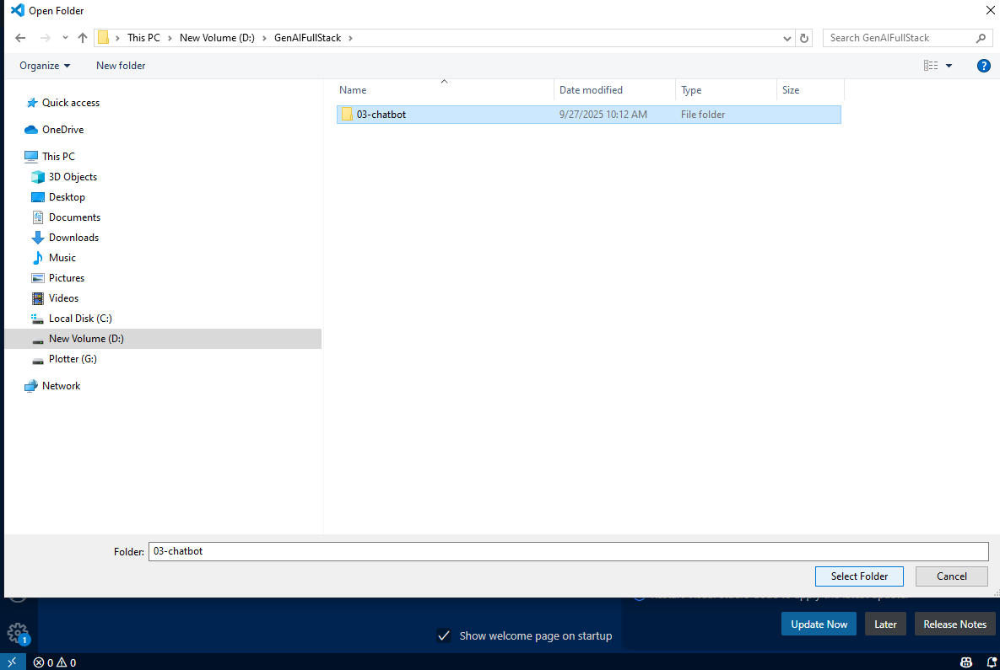 Open Folder
This PC > New Volume (D:) > GenAIFullStack >
Search GenAIFullStack
Organize
New folder
?
Name
Date modified
Type
Size
Quick access
OneDrive
This PC
3D Objects
Desktop
Documents
Downloads
Music
Pictures
Videos
Local Disk (C:)
New Volume (D:)
Plotter (G:)
Network
03-chatbot
9/27/2025 10:12 AM
File folder
Folder:
03-chatbot
Select Folder
Cancel
Update Now
Later
Release Notes
1
Show welcome page on startup
0
0